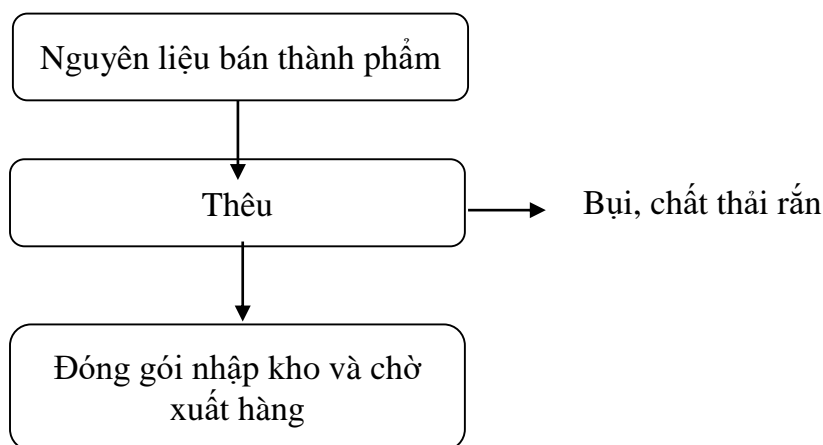 Nguyên liệu bán thành phẩm
Thêu
Bụi, chất thải rắn
Đóng gói nhập kho và chờ
xuất hàng